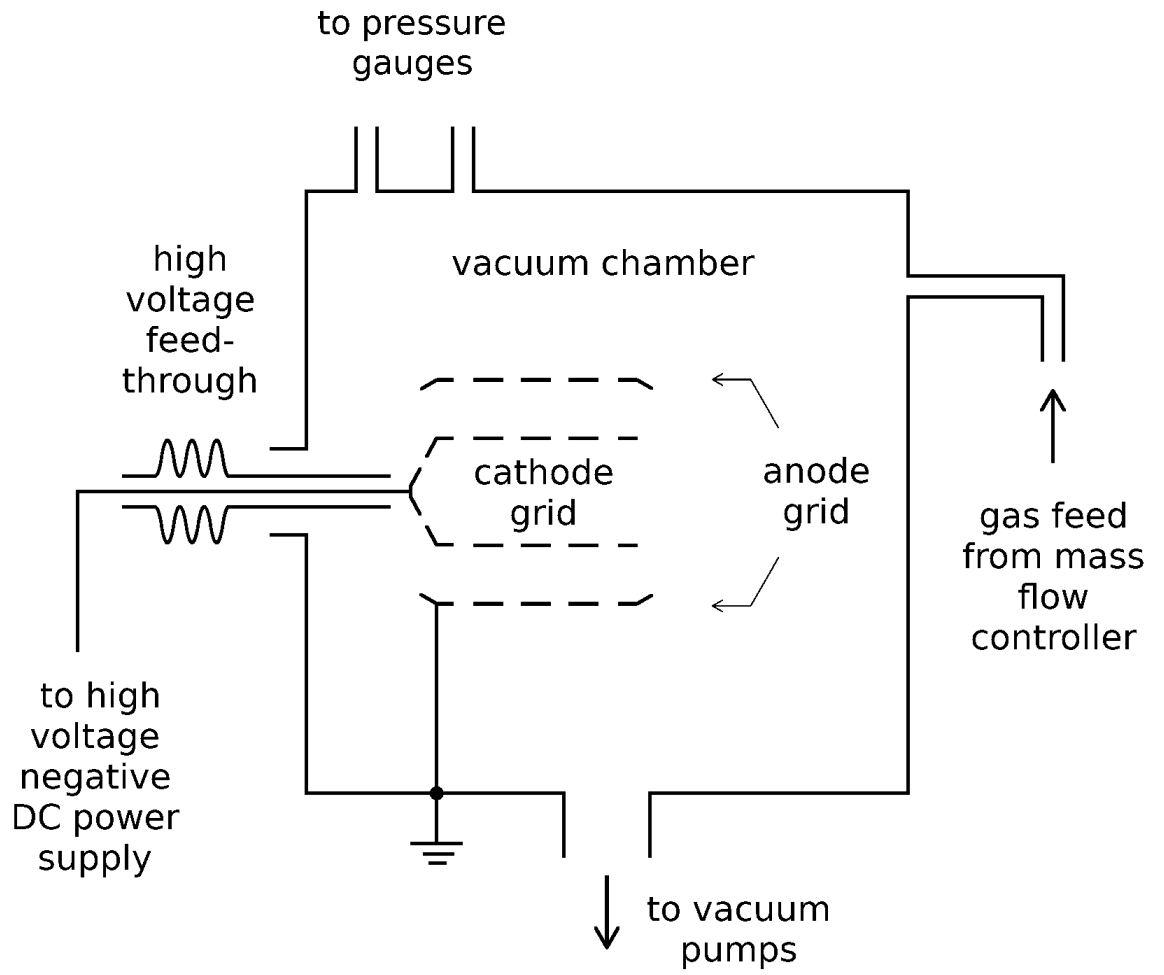 to pressure
gauges
high
voltage
feed-
through
vacuum chamber
cathode
grid
anode
grid
gas feed
from mass
flow
controller
to high
voltage
negative
DC power
supply
to vacuum
pumps